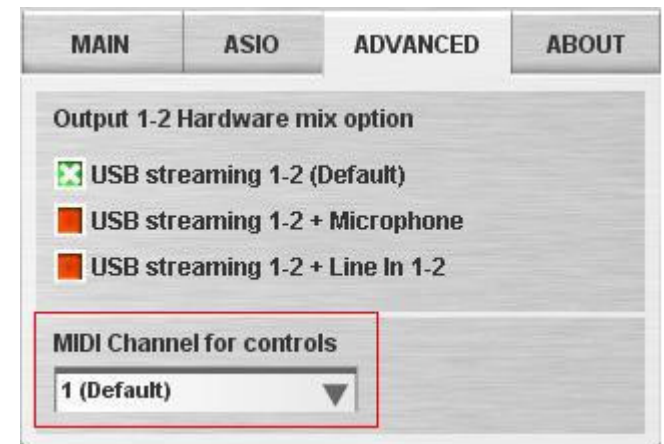 MAIN ASIO ADVANCED ABOUT
Output 1-2 Hardware mix option
USB streaming 1-2 (Default)
USB streaming 1-2 + Microphone
USB streaming 1-2 + Line In 1-2
MIDI Channel for controls
1 (Default)